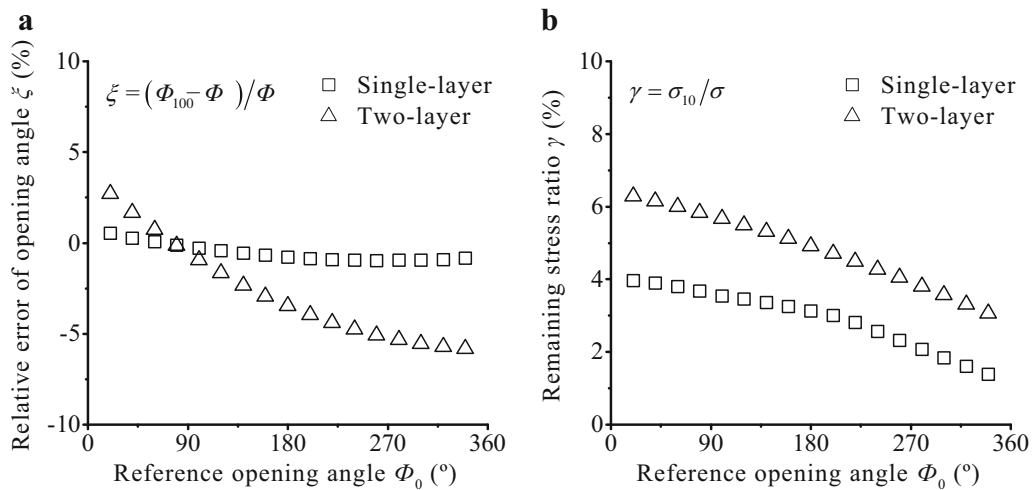 a
Relative error of opening angle ξ (%)
10
5
0
-5
-10
ξ = (Φ₁₀₀−Φ )/Φ
Single-layer
Two-layer
0 90 180 270 360
Reference opening angle Φ₀ (º)
b
Remaining stress ratio γ (%)
10
8
6
4
2
0
γ = σ₁₀/σ
Single-layer
Two-layer
0 90 180 270 360
Reference opening angle Φ₀ (º)